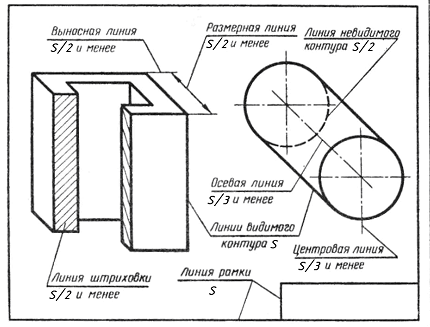 Выносная линия
S/2 и менее
Размерная линия
S/2 и менее
Линия невидимого
контура S/2
Осевая линия
S/3 и менее
Линии видимого
контура S
Центровая линия
S/3 и менее
Линия штриховки
S/2 и менее
Линия рамки
S